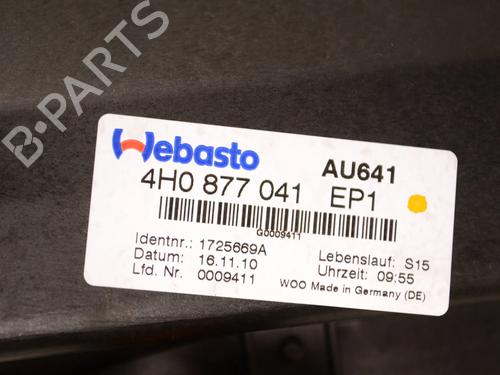 B-PARTS
Webasto
AU641
4H0 877 041 EP1
G0009411
Identnr.: 1725669A
Datum: 16.11.10
Lfd. Nr. 0009411
Lebenslauf: S15
Uhrzeit: 09:55
WOO Made in Germany (DE)